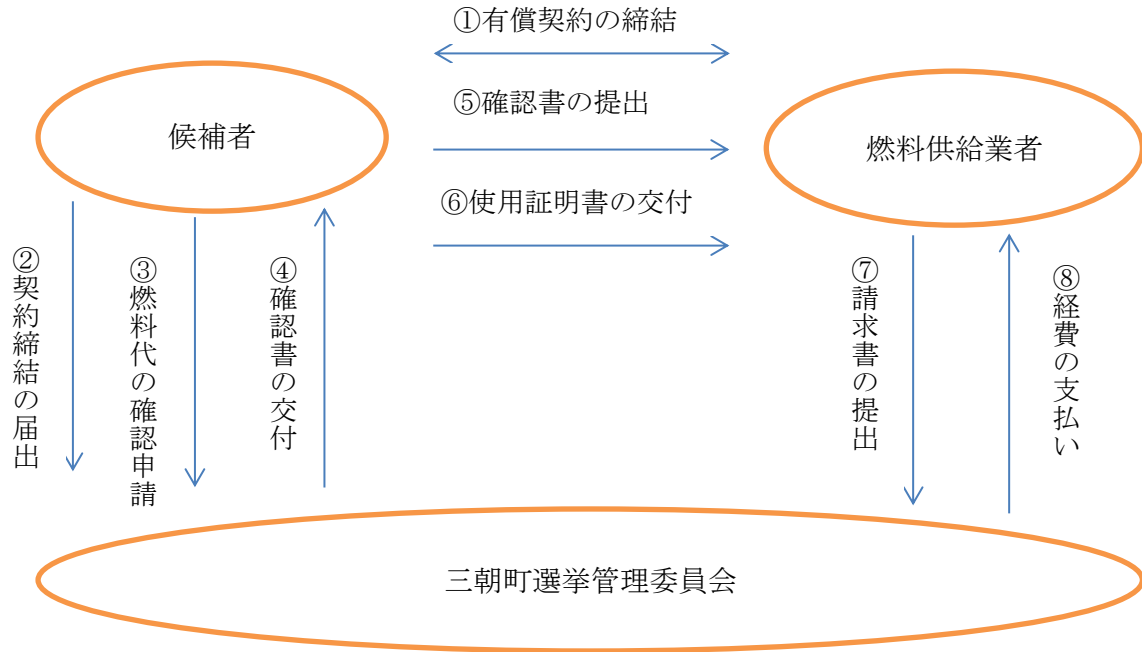 ①有償契約の締結
候補者
⑤確認書の提出
燃料供給業者
⑥使用証明書の交付
②契約締結の届出
③燃料代の確認申請
④確認書の交付
⑦請求書の提出
⑧経費の支払い
三朝町選挙管理委員会